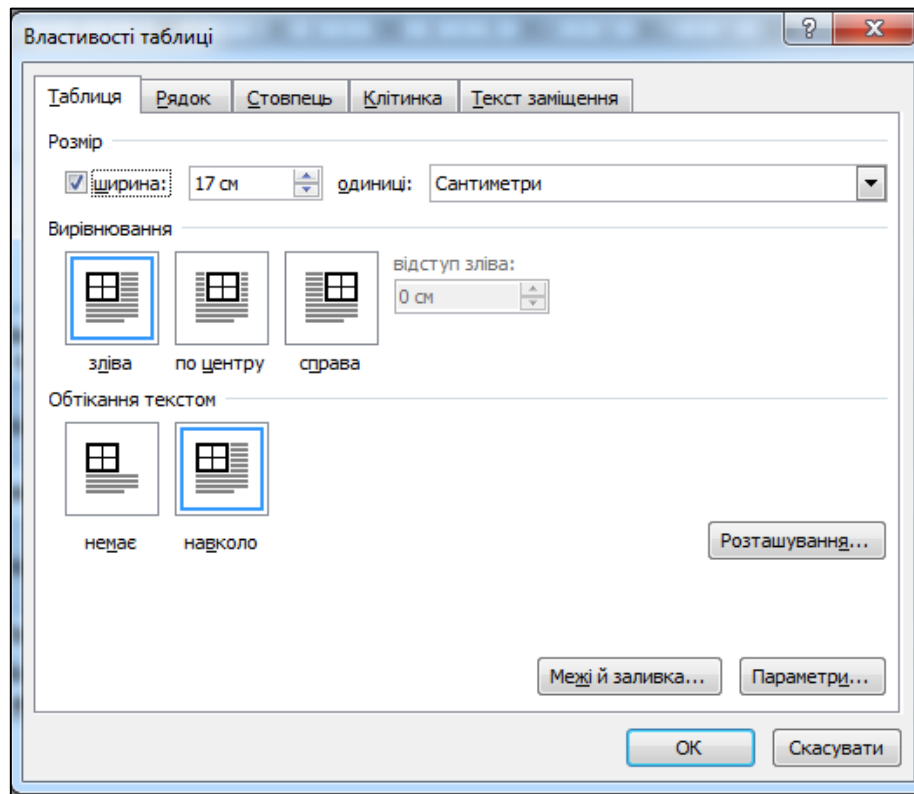 Властивості таблиці
Таблиця Рядок Стовпець Клітинка Текст заміщення
Розмір
ширина: 17 см одиниці: Сантиметри
Вирівнювання
відступ зліва:
0 см
зліва по центру справа
Обтікання текстом
немає навколо
Розташування...
Межі й заливка... Параметри...
ОК Скасувати